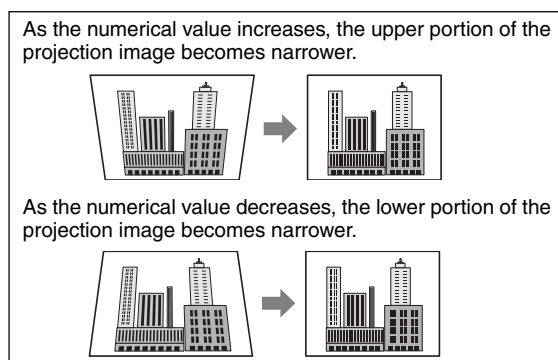 As the numerical value increases, the upper portion of the
projection image becomes narrower.
As the numerical value decreases, the lower portion of the
projection image becomes narrower.